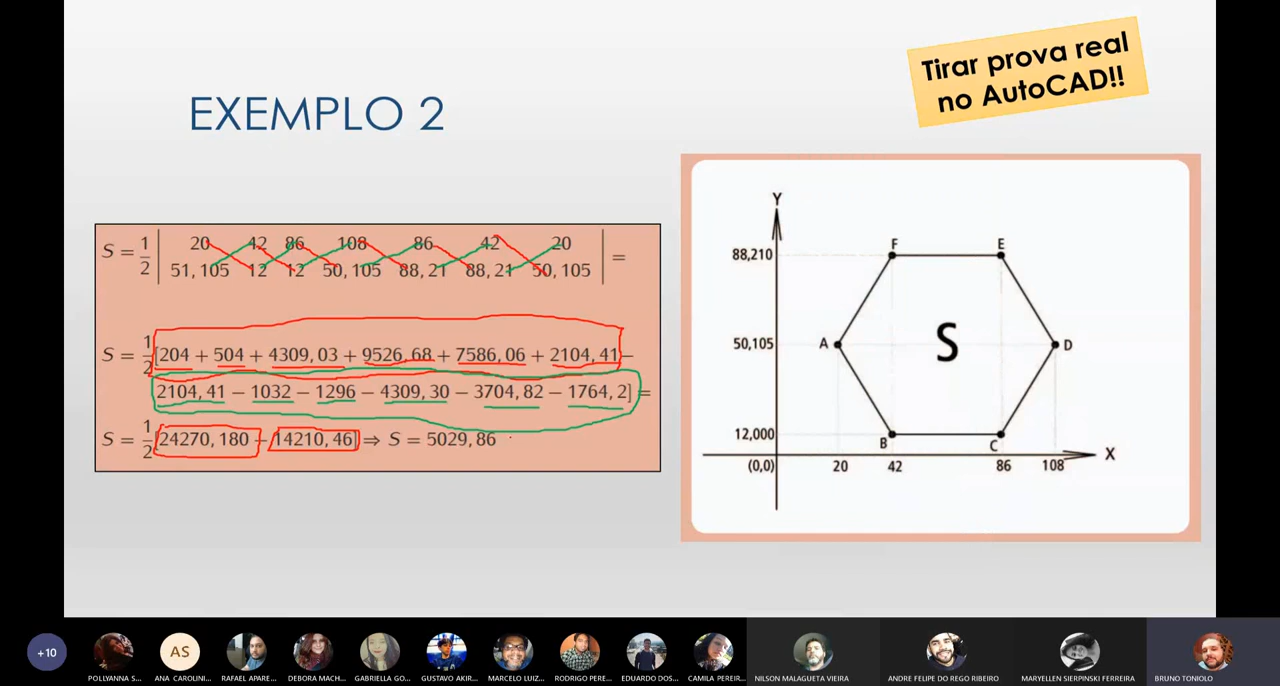 Tirar prova real
no AutoCAD!!
EXEMPLO 2
S = 1/2 | 20 42 86 108 86 42 20 | =
51,105 12 12 50,105 88,21 88,21 50,105
S = 1/2 [204 + 504 + 4309,03 + 9526,68 + 7586,06 + 2104,41 −
2104,41 − 1032 − 1296 − 4309,30 − 3704,82 − 1764,2] =
S = 1/2 [24270,180 − 14210,46] ⇒ S = 5029,86
Y
88,210
F E
50,105
A S D
12,000
B C
X
(0,0) 20 42 86 108
+10
AS
POLLYANNA S...
ANA CAROLINI...
RAFAEL APARE...
DEBORA MACH...
GABRIELLA GO...
GUSTAVO AKIR...
MARCELO LUIZ...
RODRIGO PERE...
EDUARDO DOS...
CAMILA PEREIR...
NILSON MALAGUETA VIEIRA
ANDRE FELIPE DO REGO RIBEIRO
MARYELLEN SIERPINSKI FERREIRA
BRUNO TONIOLO